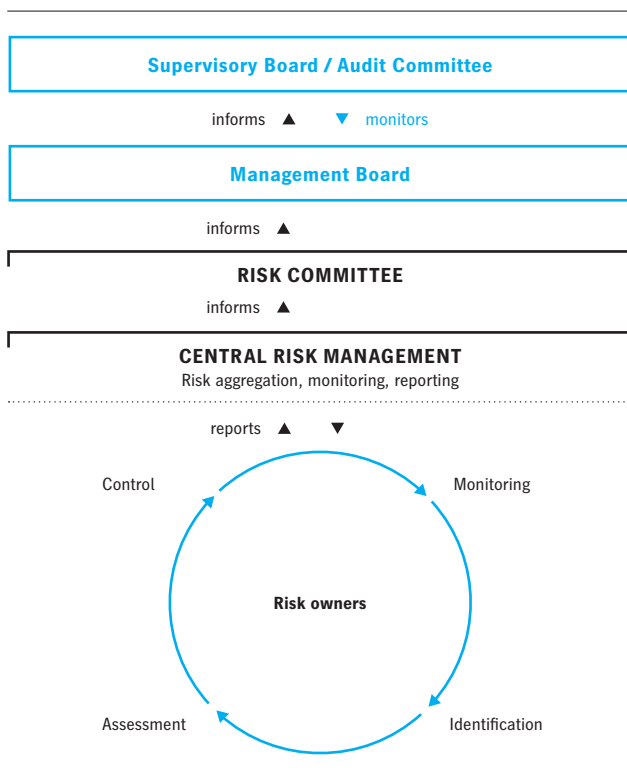 Supervisory Board / Audit Committee
informs ▲ ▼ monitors
Management Board
informs ▲
RISK COMMITTEE
informs ▲
CENTRAL RISK MANAGEMENT
Risk aggregation, monitoring, reporting
reports ▲ ▼
Control
Monitoring
Risk owners
Assessment
Identification